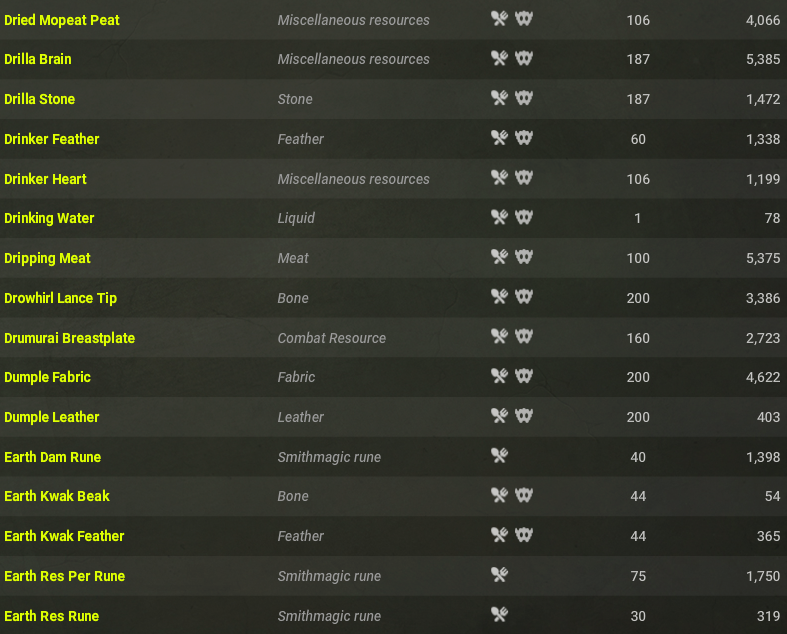 Dried Mopeat Peat Miscellaneous resources 106 4,066
Drilla Brain Miscellaneous resources 187 5,385
Drilla Stone Stone 187 1,472
Drinker Feather Feather 60 1,338
Drinker Heart Miscellaneous resources 106 1,199
Drinking Water Liquid 1 78
Dripping Meat Meat 100 5,375
Drowhirl Lance Tip Bone 200 3,386
Drumurai Breastplate Combat Resource 160 2,723
Dumple Fabric Fabric 200 4,622
Dumple Leather Leather 200 403
Earth Dam Rune Smithmagic rune 40 1,398
Earth Kwak Beak Bone 44 54
Earth Kwak Feather Feather 44 365
Earth Res Per Rune Smithmagic rune 75 1,750
Earth Res Rune Smithmagic rune 30 319